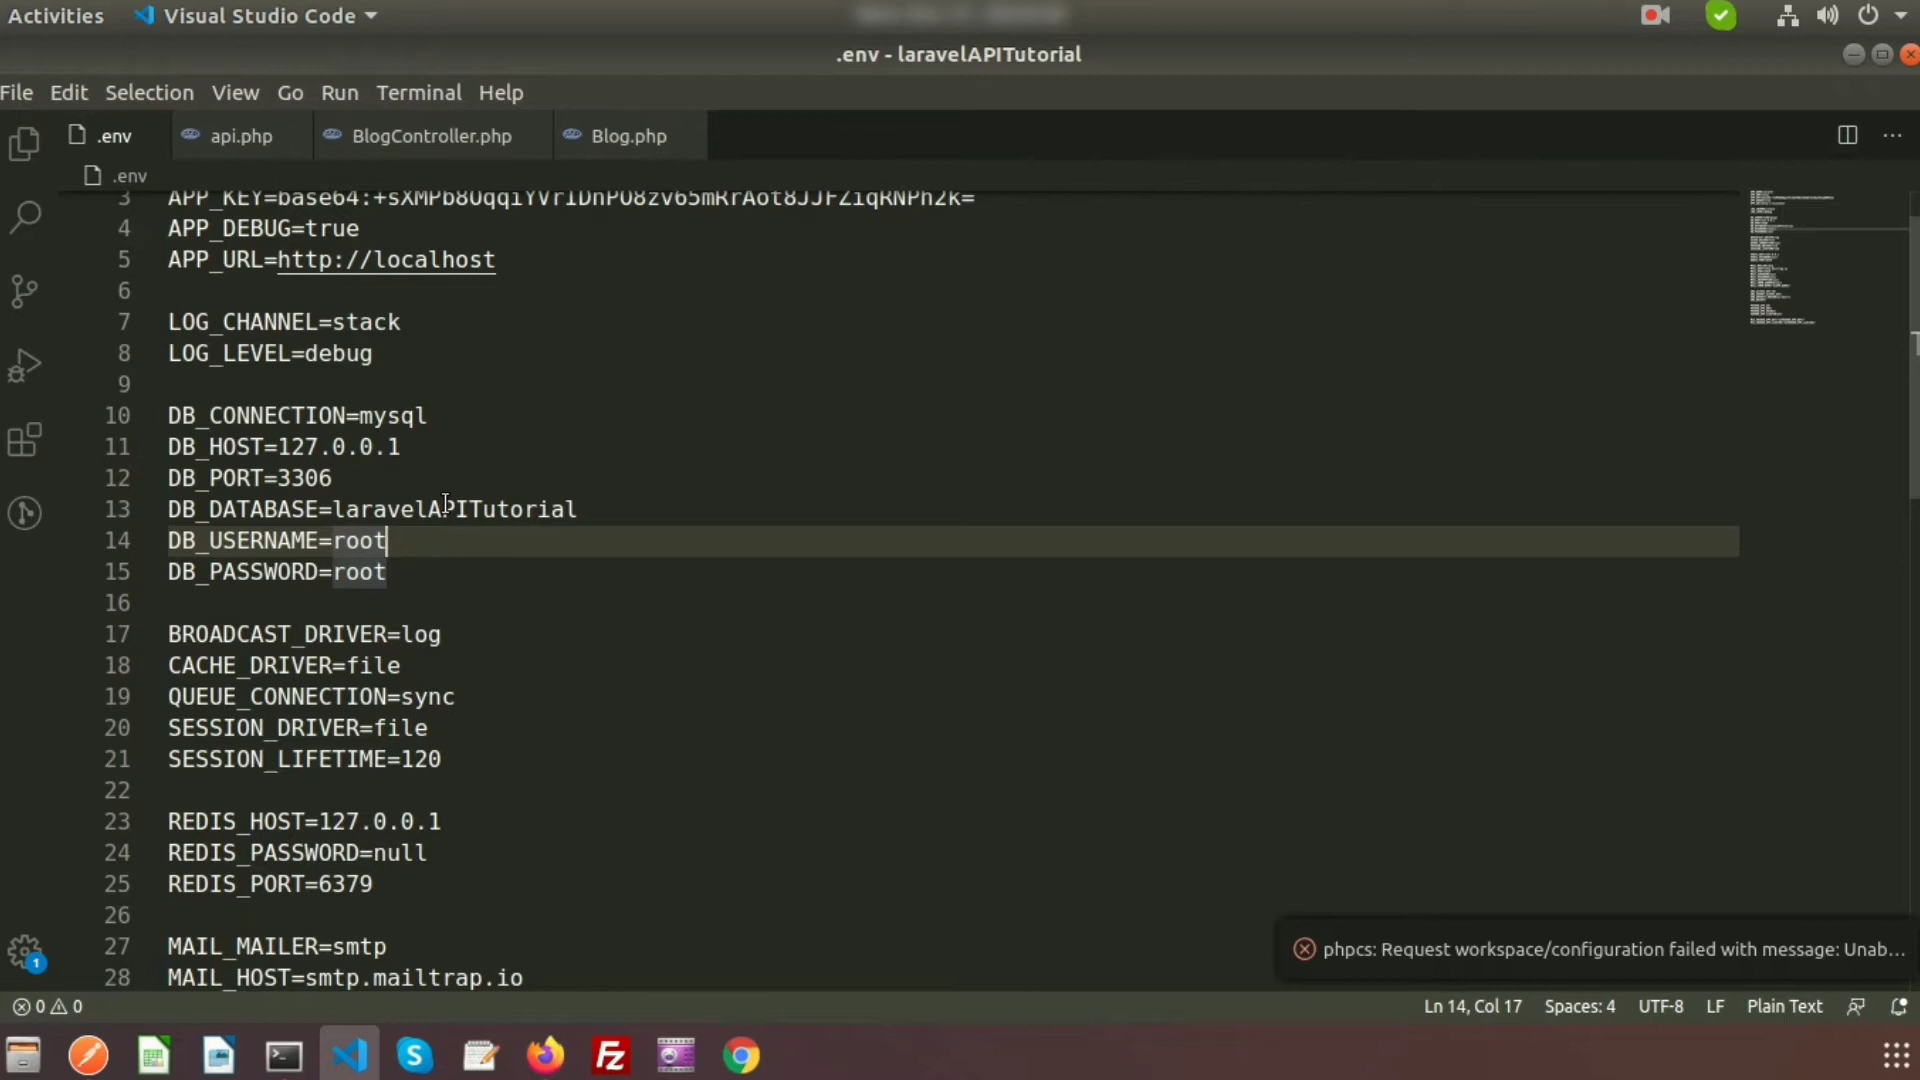 Activities Visual Studio Code
.env - laravelAPITutorial
File Edit Selection View Go Run Terminal Help
.env api.php BlogController.php Blog.php
.env
3
4 APP_DEBUG=true
5 APP_URL=http://localhost
6
7 LOG_CHANNEL=stack
8 LOG_LEVEL=debug
9
10 DB_CONNECTION=mysql
11 DB_HOST=127.0.0.1
12 DB_PORT=3306
13 DB_DATABASE=laravelAPITutorial
14 DB_USERNAME=root
15 DB_PASSWORD=root
16
17 BROADCAST_DRIVER=log
18 CACHE_DRIVER=file
19 QUEUE_CONNECTION=sync
20 SESSION_DRIVER=file
21 SESSION_LIFETIME=120
22
23 REDIS_HOST=127.0.0.1
24 REDIS_PASSWORD=null
25 REDIS_PORT=6379
26
27 MAIL_MAILER=smtp
28 MAIL_HOST=smtp.mailtrap.io
phpcs: Request workspace/configuration failed with message: Unab...
1
0 0 Ln 14, Col 17 Spaces: 4 UTF-8 LF Plain Text